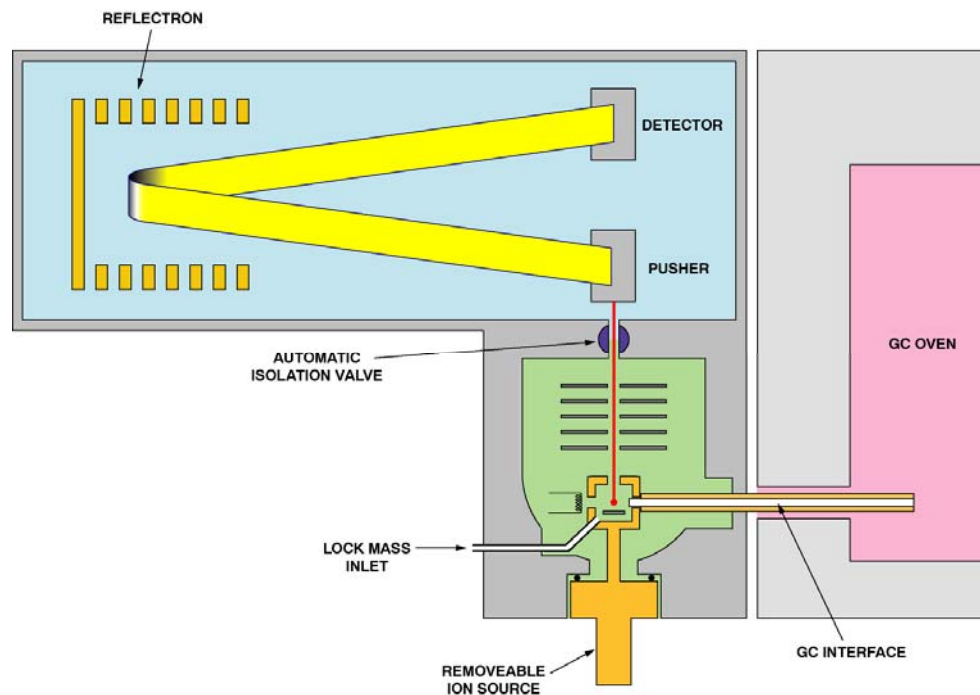 REFLECTRON
DETECTOR
PUSHER
AUTOMATIC
ISOLATION VALVE
GC OVEN
LOCK MASS
INLET
GC INTERFACE
REMOVEABLE
ION SOURCE